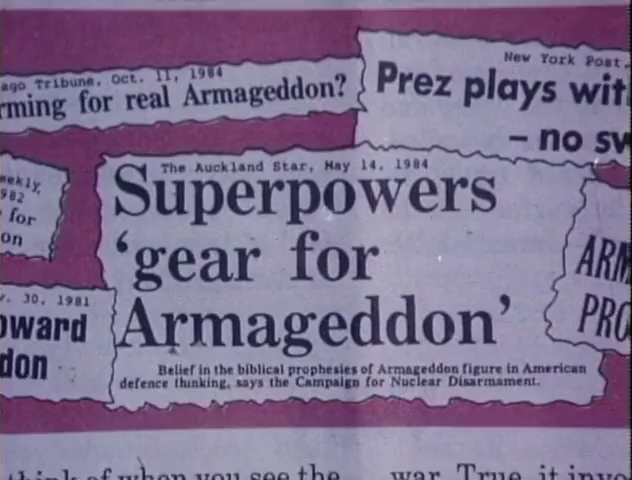 New York Post,
ago Tribune, Oct. 11, 1984
rming for real Armageddon?
Prez plays wit
– no sw
The Auckland Star, May 14, 1984
Superpowers
‘gear for
Armageddon’
Belief in the biblical prophesies of Armageddon figure in American
defence thinking, says the Campaign for Nuclear Disarmament.
eekly,
982
for
on
. 30, 1981
oward
don
ARM
PRO
think of when you see the
war. True, it invo